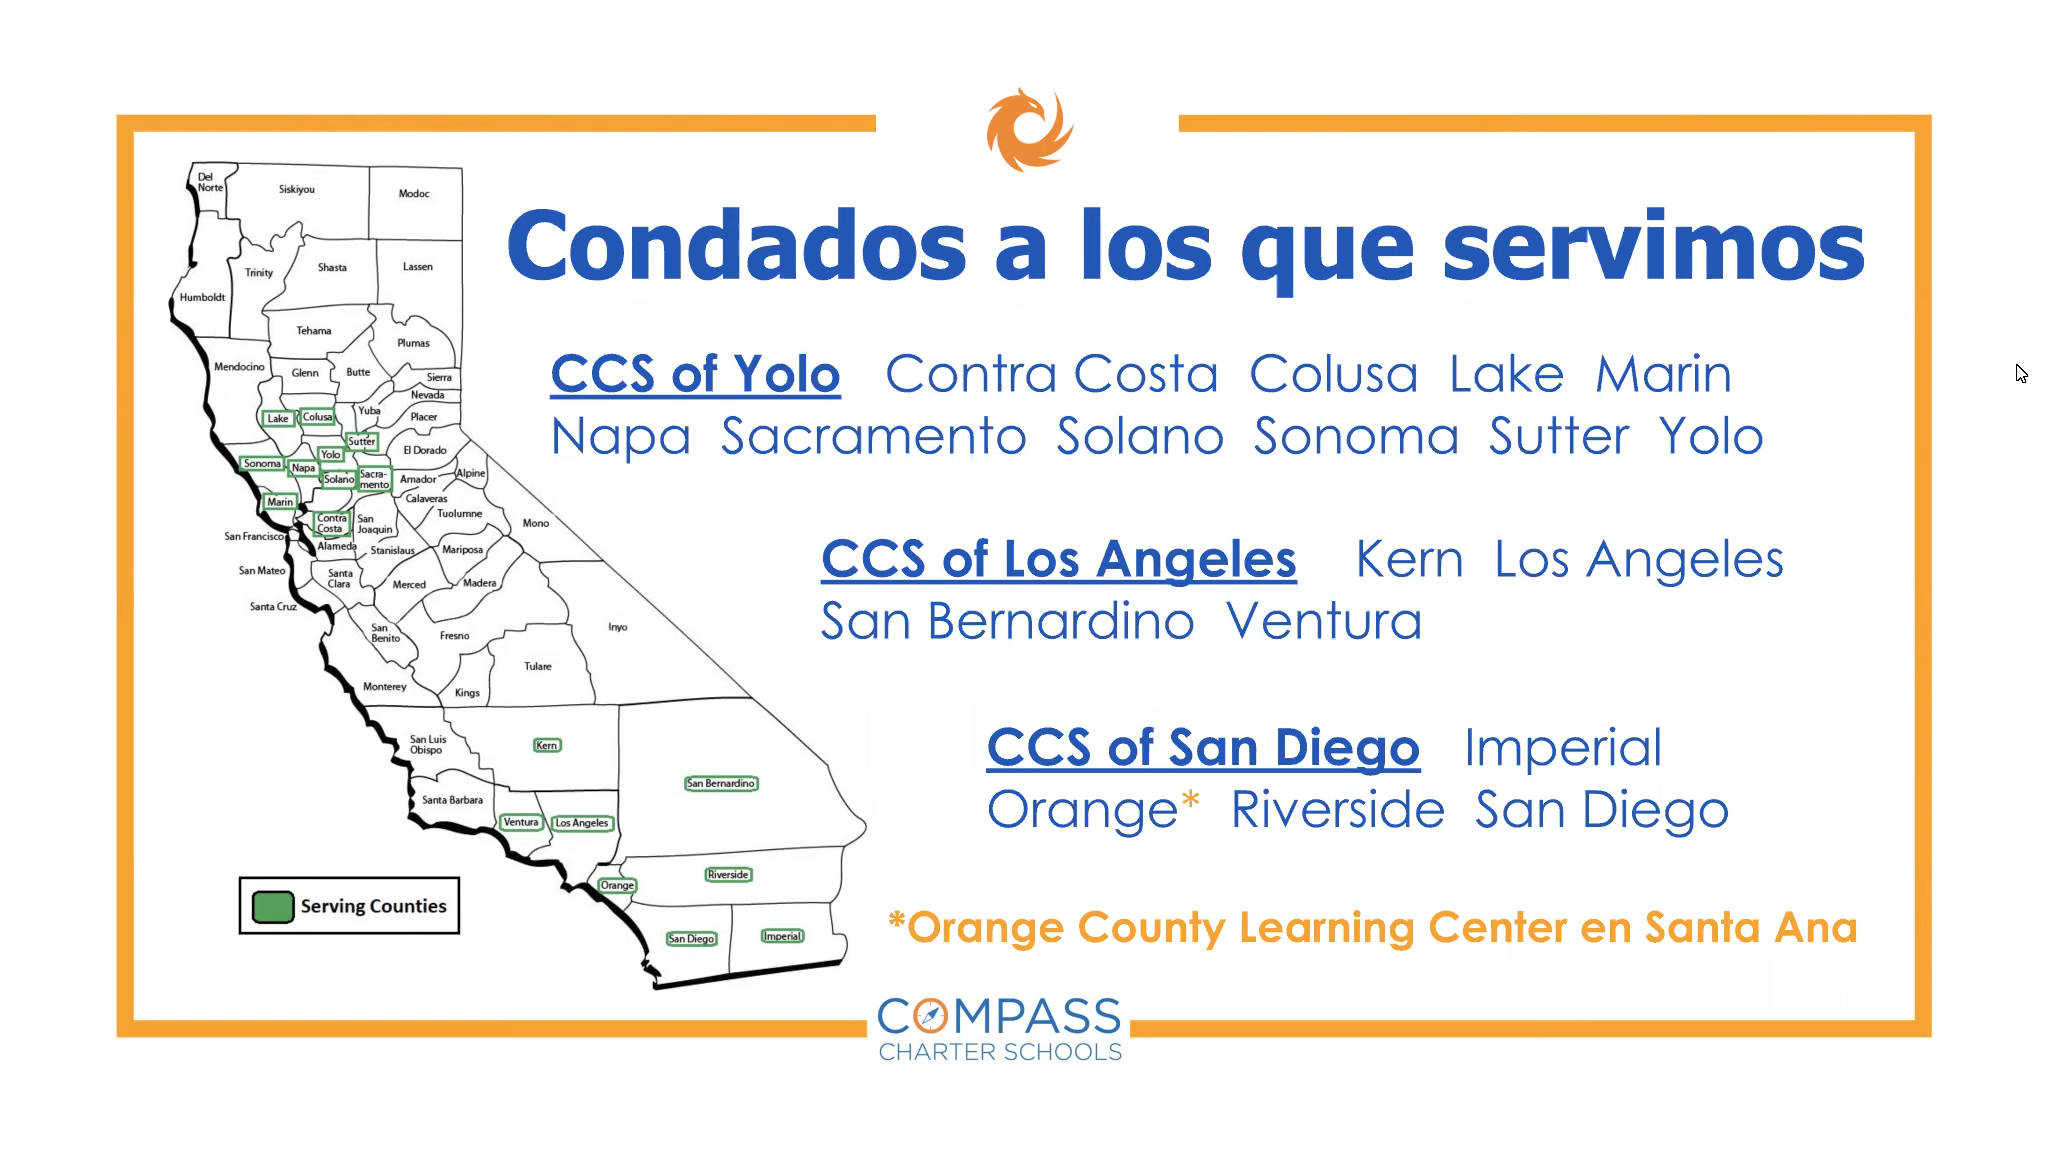 Condados a los que servimos
CCS of Yolo Contra Costa Colusa Lake Marin
Napa Sacramento Solano Sonoma Sutter Yolo
CCS of Los Angeles Kern Los Angeles
San Bernardino Ventura
CCS of San Diego Imperial
Orange* Riverside San Diego
*Orange County Learning Center en Santa Ana
Del
Norte
Siskiyou
Modoc
Trinity
Shasta
Lassen
Humboldt
Tehama
Plumas
Mendocino
Glenn
Butte
Sierra
Nevada
Lake
Colusa
Yuba
Placer
Sutter
El Dorado
Sonoma
Napa
Yolo
Solano
Sacra-
mento
Amador
Alpine
Marin
Calaveras
Contra
Costa
San
Joaquin
Tuolumne
Mono
San Francisco
Alameda
Stanislaus
Mariposa
San Mateo
Santa
Clara
Merced
Madera
Santa Cruz
San
Benito
Fresno
Inyo
Tulare
Monterey
Kings
San Luis
Obispo
Kern
San Bernardino
Santa Barbara
Ventura
Los Angeles
Orange
Riverside
San Diego
Imperial
Serving Counties
COMPASS
CHARTER SCHOOLS